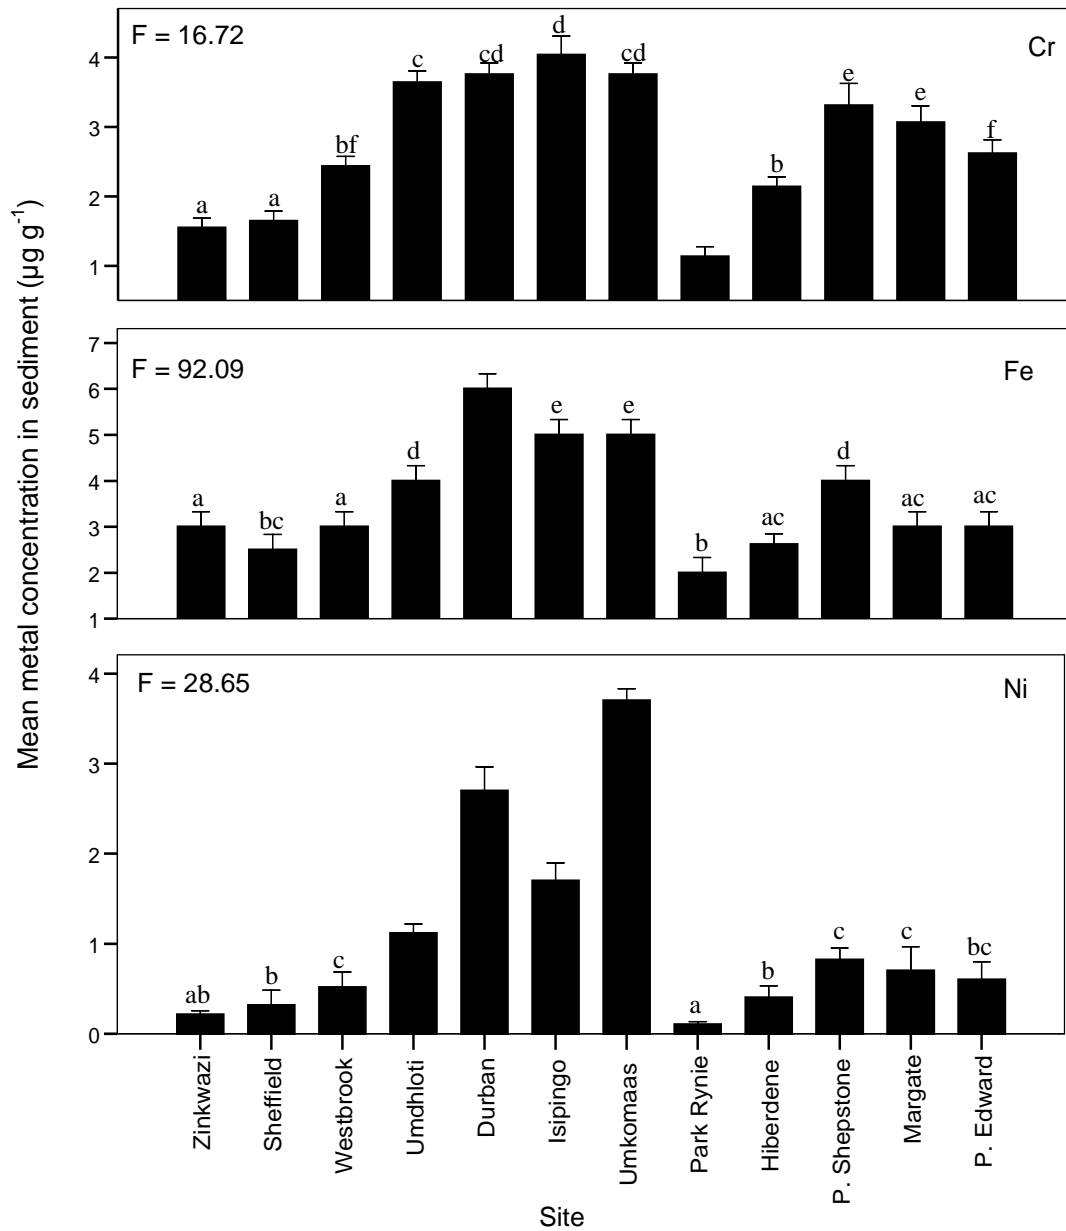 Mean metal concentration in sediment (µg g⁻¹)
F = 16.72
Cr
4
3
2
1
a
a
bf
c
cd
d
cd
b
e
e
f
F = 92.09
Fe
7
6
5
4
3
2
1
a
bc
a
d
e
e
b
ac
d
ac
ac
F = 28.65
Ni
4
3
2
1
0
ab
b
c
a
b
c
c
bc
Zinkwazi
Sheffield
Westbrook
Umdhloti
Durban
Isipingo
Umkomaas
Park Rynie
Hiberdene
P. Shepstone
Margate
P. Edward
Site